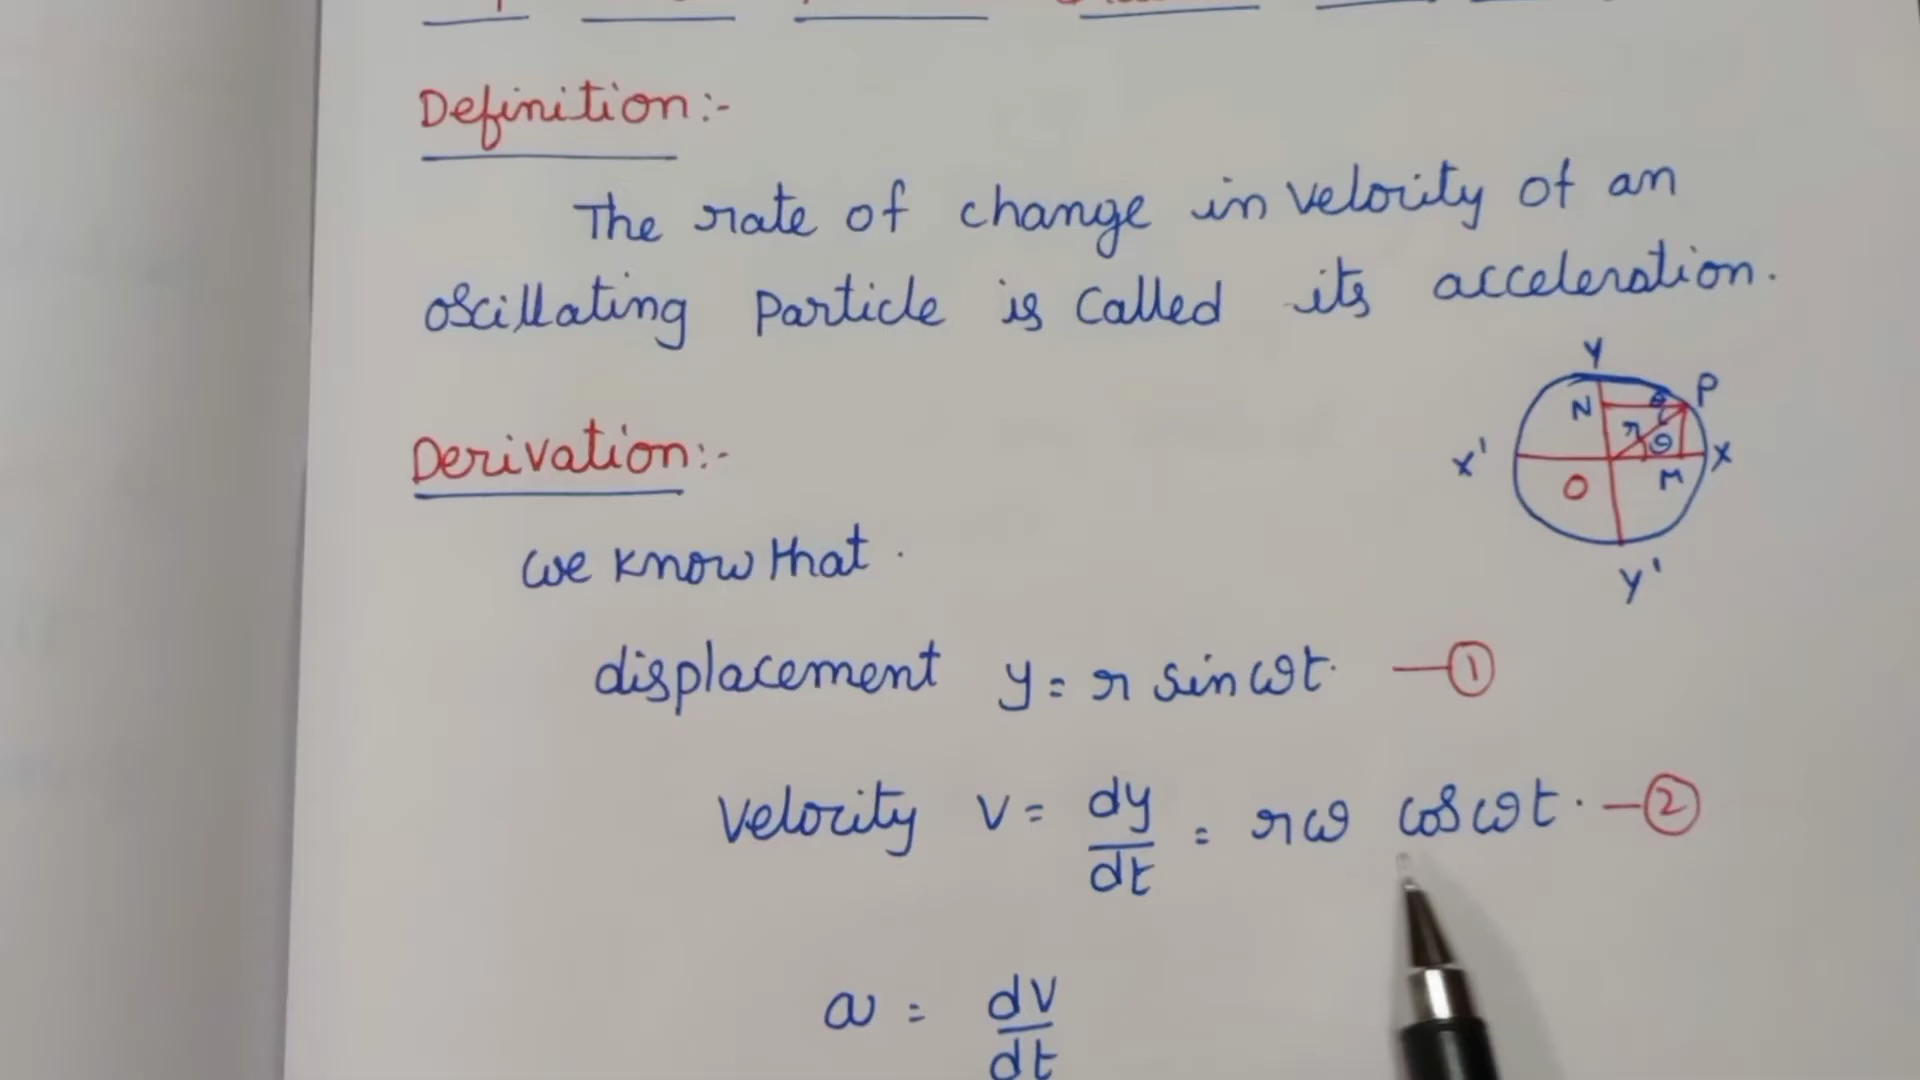 Definition:-
The rate of change in velocity of an
oscillating Particle is Called its acceleration.
Y
N
θ
P
r
θ
X'
X
O
M
Y'
Derivation:-
we know that.
displacement y = r sin ωt. — ①
Velocity v = dy/dt = rω cos ωt. — ②
a = dv/dt